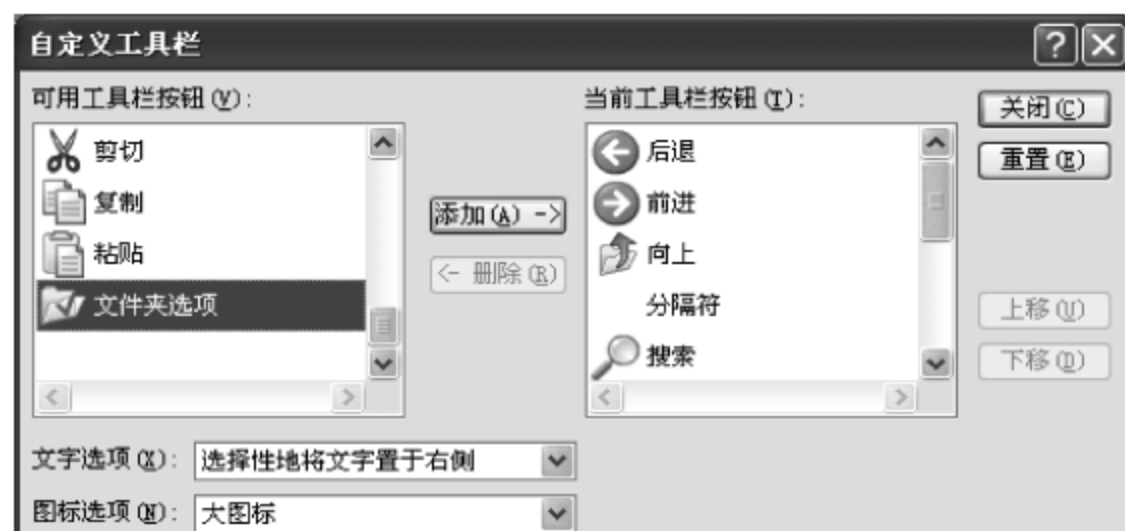 自定义工具栏
可用工具栏按钮(V):
剪切
复制
粘贴
文件夹选项
添加(A) ->
<- 删除(R)
当前工具栏按钮(T):
后退
前进
向上
分隔符
搜索
关闭(C)
重置(E)
上移(U)
下移(D)
文字选项(X): 选择性地将文字置于右侧
图标选项(N): 大图标